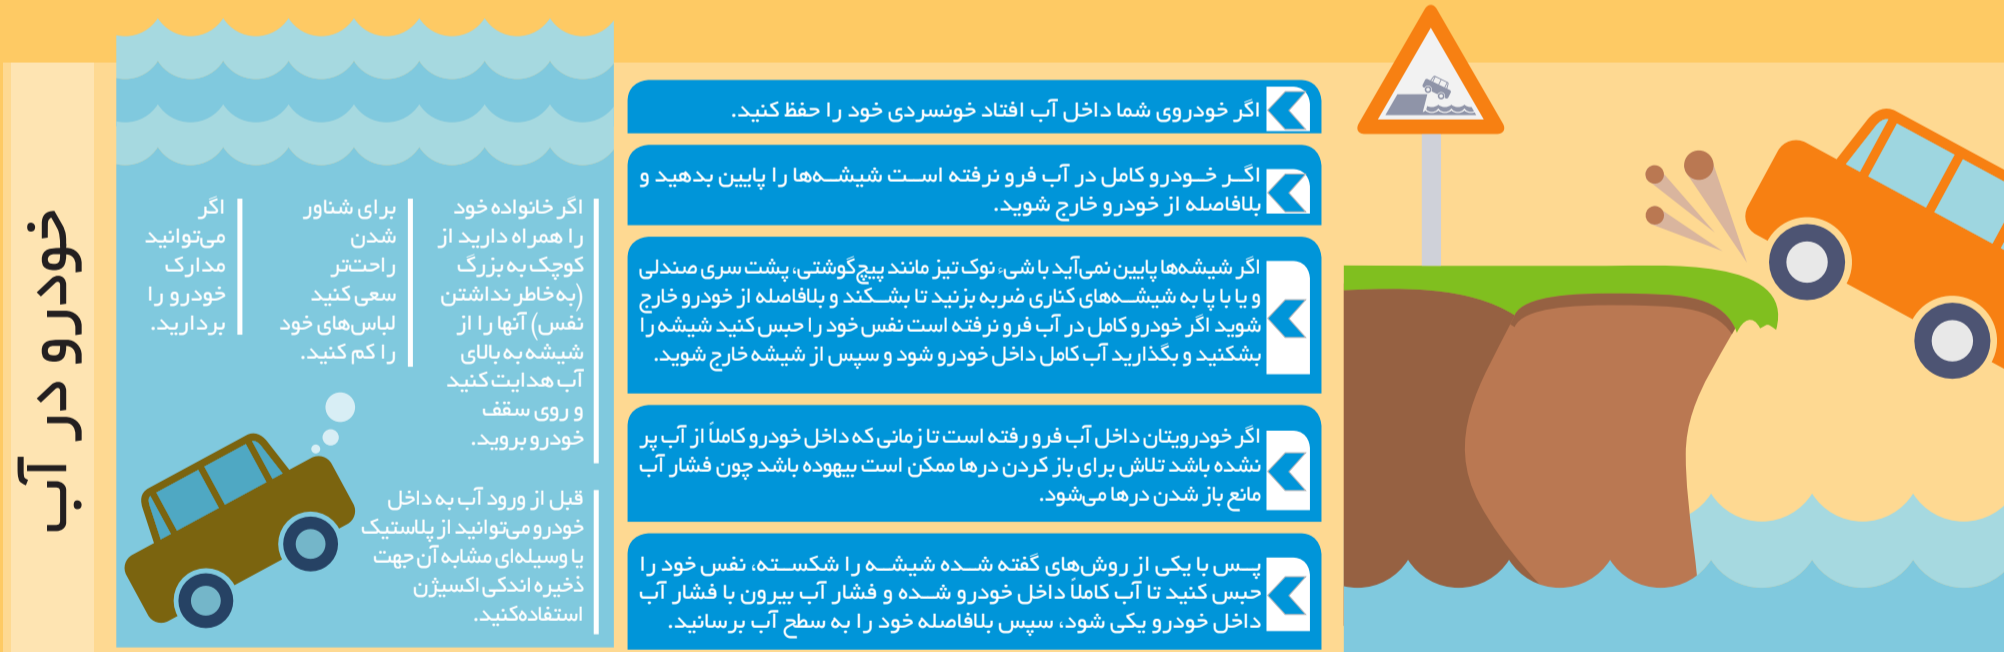 خودرو در آب
اگر خودروی شما داخل آب افتاد خونسردی خود را حفظ کنید.
اگر خودرو کامل در آب فرو نرفته است شیشه‌ها را پایین بدهید و
بلافاصله از خودرو خارج شوید.
اگر شیشه‌ها پایین نمی‌آید با شیء نوک تیز مانند پیچ‌گوشتی، پشت سری صندلی
و یا با پا به شیشه‌های کناری ضربه بزنید تا بشکند و بلافاصله از خودرو خارج
شوید اگر خودرو کامل در آب فرو نرفته است نفس خود را حبس کنید شیشه را
بشکنید و بگذارید آب کامل داخل خودرو شود و سپس از شیشه خارج شوید.
اگر خودرویتان داخل آب فرو رفته است تا زمانی که داخل خودرو کاملاً از آب پر
نشده باشد تلاش برای باز کردن درها ممکن است بیهوده باشد چون فشار آب
مانع باز شدن درها می‌شود.
پس با یکی از روش‌های گفته شده شیشه را شکسته، نفس خود را
حبس کنید تا آب کاملاً داخل خودرو شده و فشار آب بیرون با فشار آب
داخل خودرو یکی شود، سپس بلافاصله خود را به سطح آب برسانید.
اگر خانواده خود
را همراه دارید از
کوچک به بزرگ
(به‌خاطر نداشتن
نفس) آنها را از
شیشه به بالای
آب هدایت کنید
و روی سقف
خودرو بروید.
برای شناور
شدن
راحت‌تر
سعی کنید
لباس‌های خود
را کم کنید.
اگر
می‌توانید
مدارک
خودرو را
بردارید.
قبل از ورود آب به داخل
خودرو می‌توانید از پلاستیک
یا وسیله‌ای مشابه آن جهت
ذخیره اندکی اکسیژن
استفاده‌کنید.